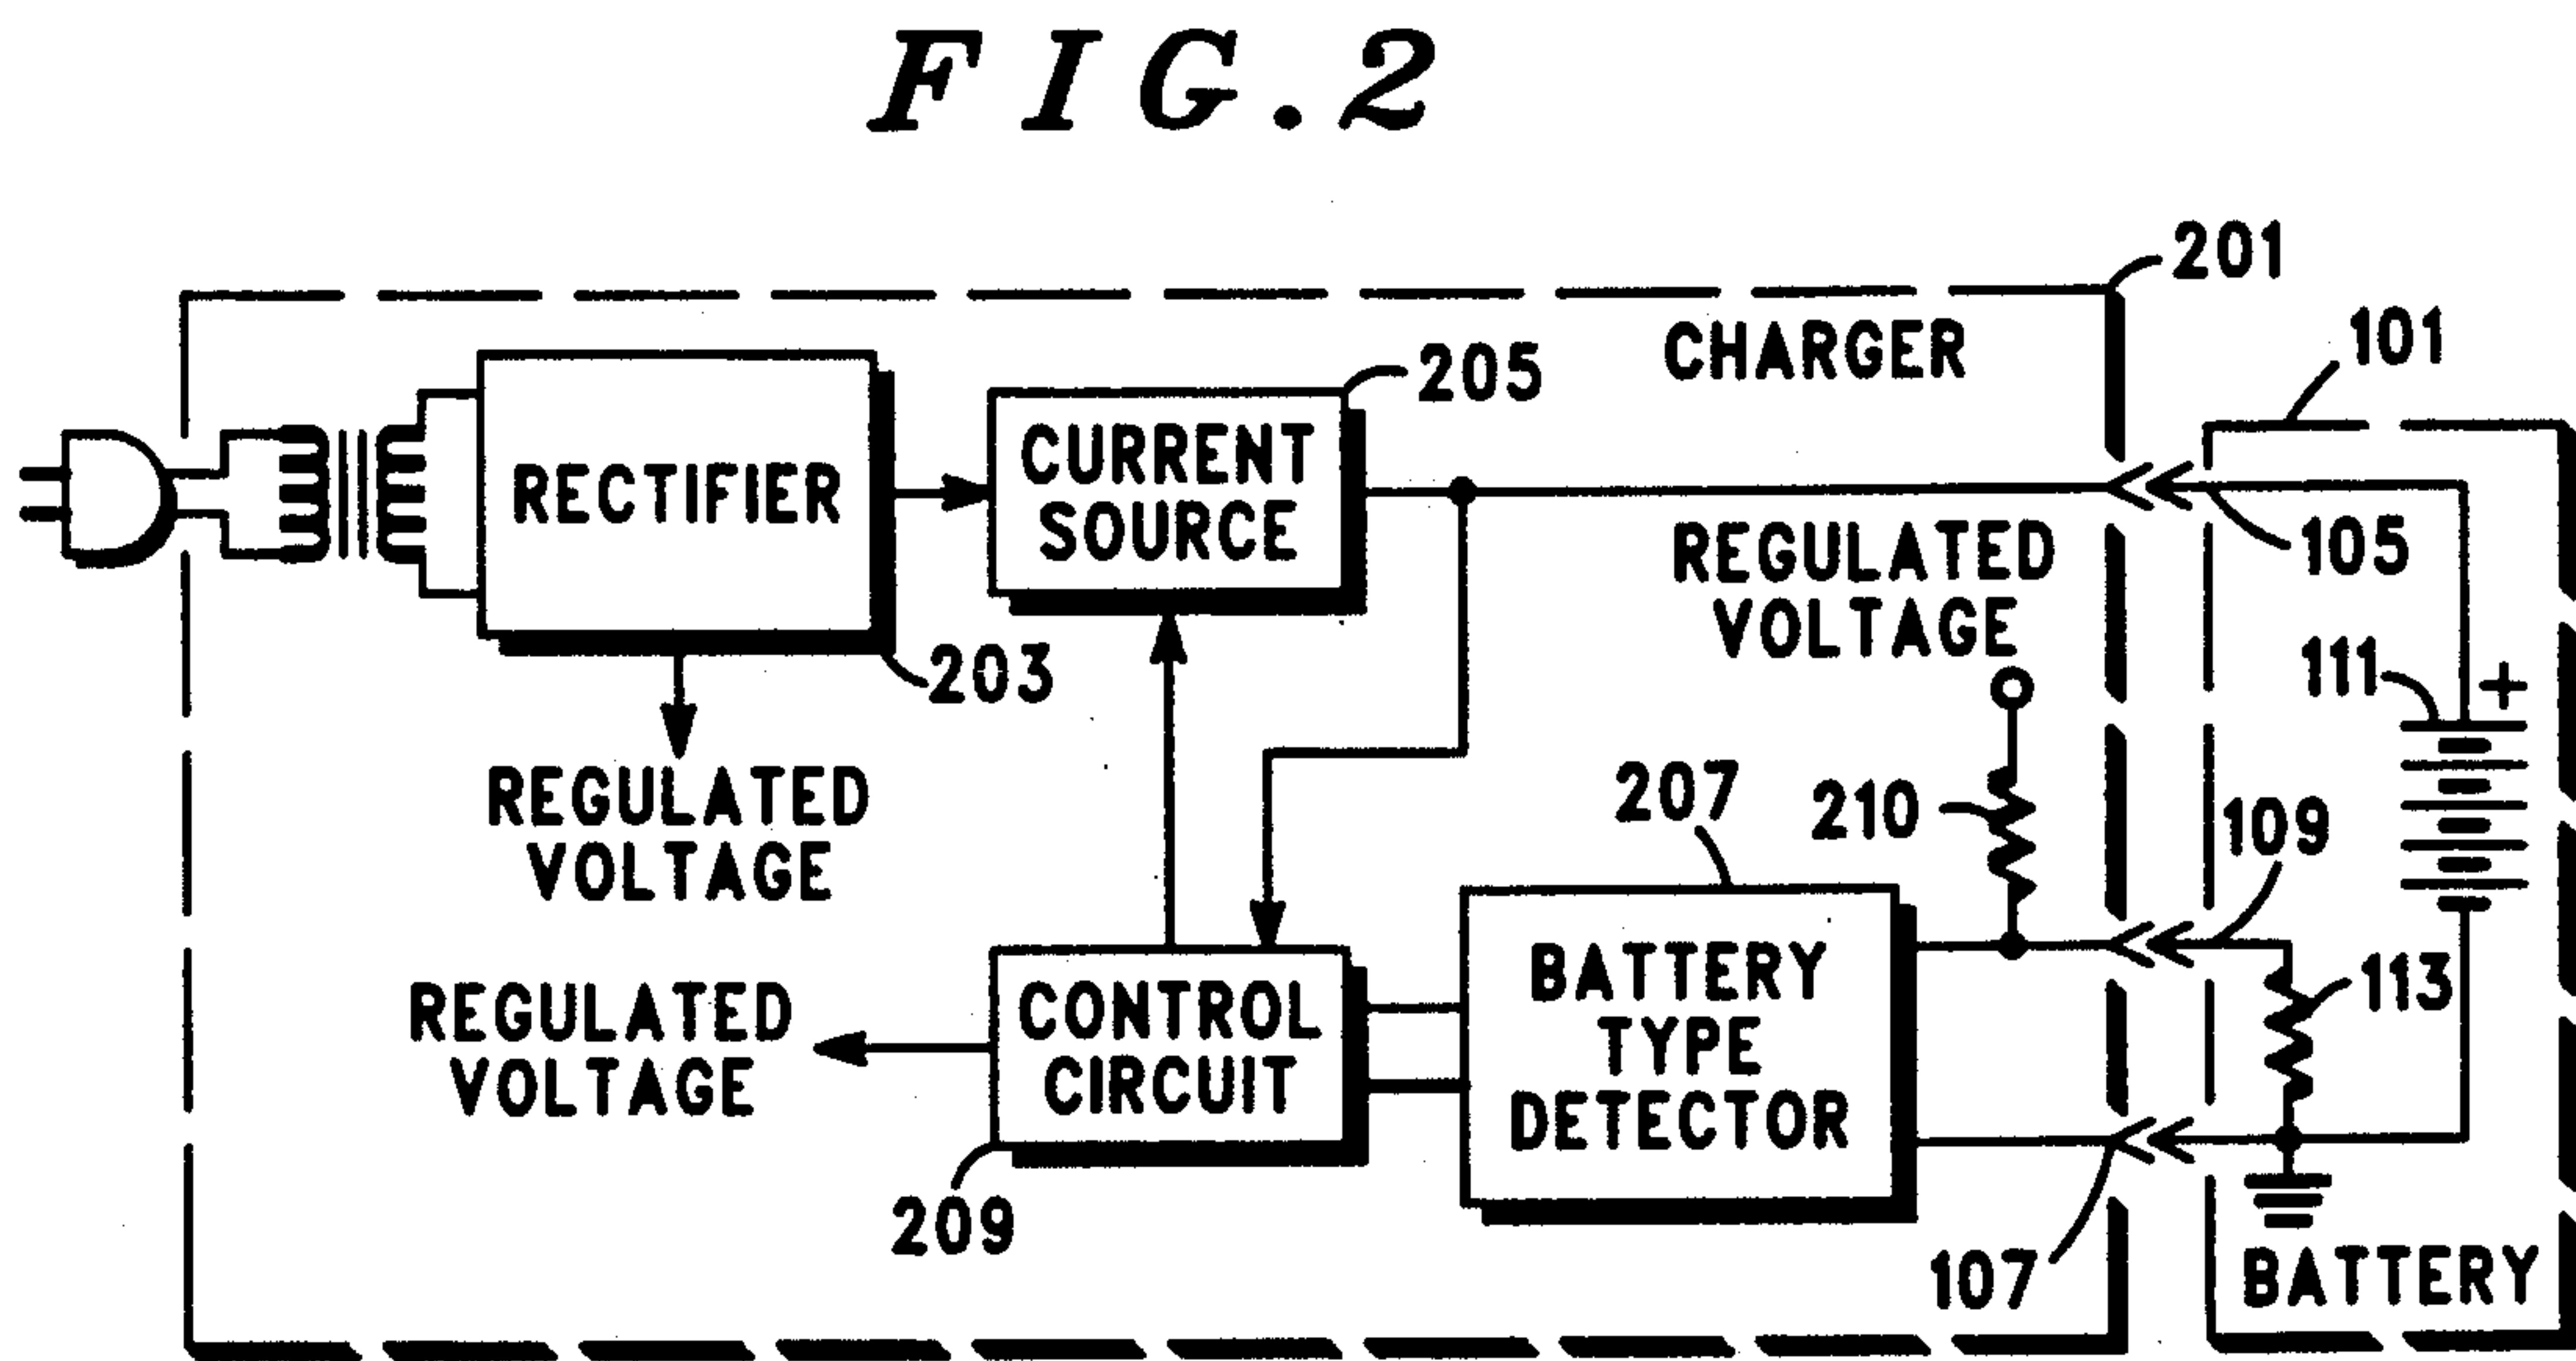 FIG.2
201
CHARGER
101
205
RECTIFIER
CURRENT
SOURCE
105
REGULATED
VOLTAGE
203
111
+
REGULATED
VOLTAGE
207
210
109
BATTERY
TYPE
DETECTOR
113
REGULATED
VOLTAGE
CONTROL
CIRCUIT
209
107
BATTERY